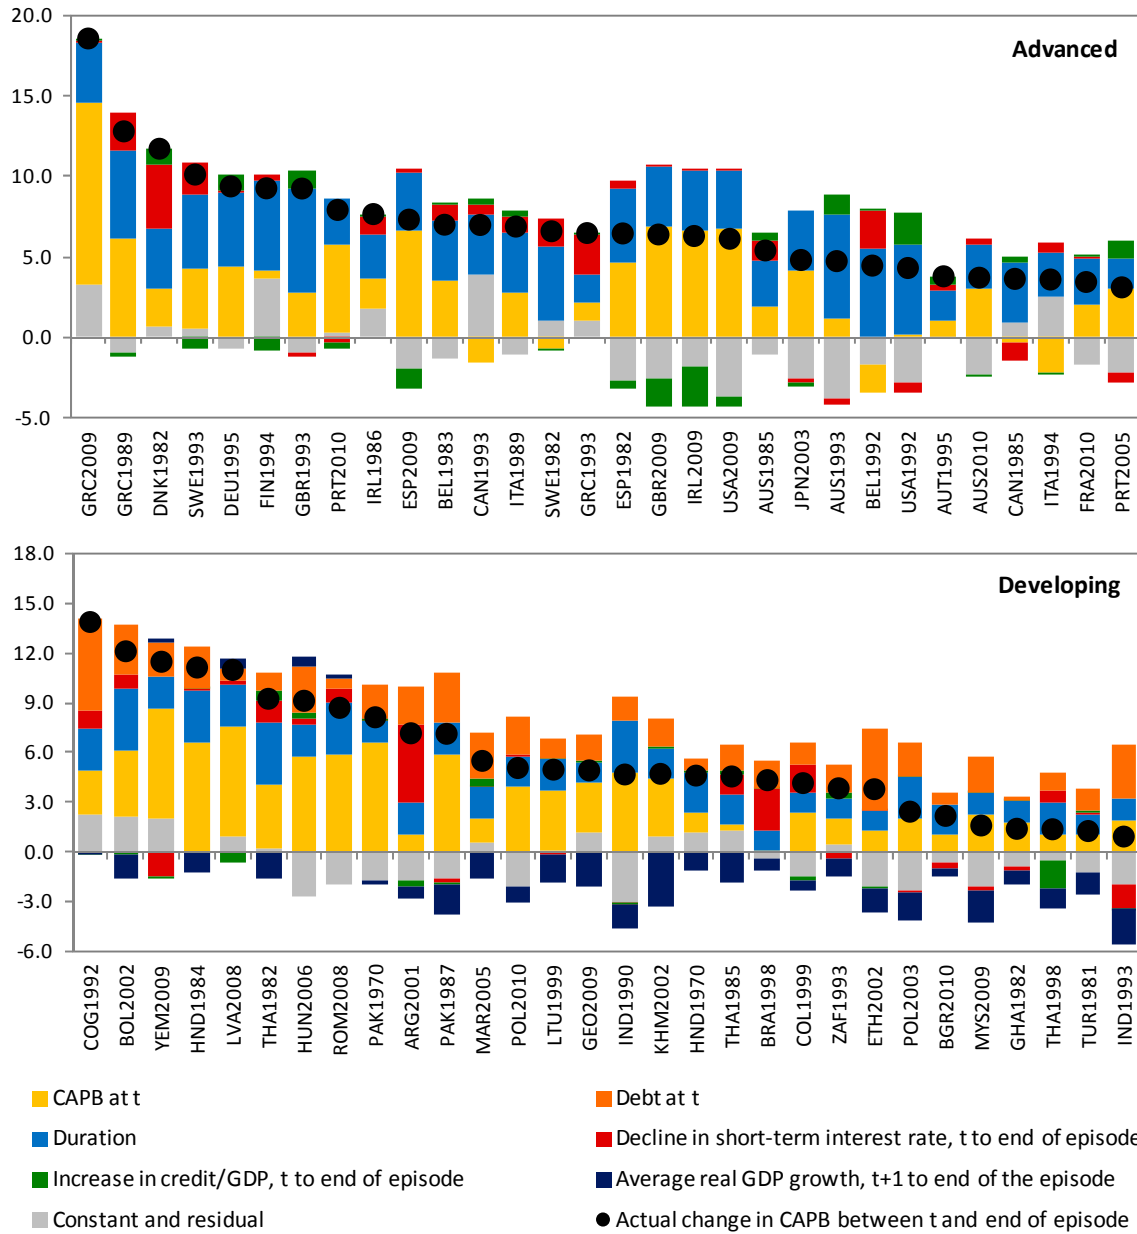 20.0
Advanced
15.0
10.0
5.0
0.0
-5.0
GRC2009
GRC1989
DNK1982
SWE1993
DEU1995
FIN1994
GBR1993
PRT2010
IRL1986
ESP2009
BEL1983
CAN1993
ITA1989
SWE1982
GRC1993
ESP1982
GBR2009
IRL2009
USA2009
AUS1985
JPN2003
AUS1993
BEL1992
USA1992
AUT1995
AUS2010
CAN1985
ITA1994
FRA2010
PRT2005
18.0
Developing
15.0
12.0
9.0
6.0
3.0
0.0
-3.0
-6.0
COG1992
BOL2002
YEM2009
HND1984
LVA2008
THA1982
HUN2006
ROM2008
PAK1970
ARG2001
PAK1987
MAR2005
POL2010
LTU1999
GEO2009
IND1990
KHM2002
HND1970
THA1985
BRA1998
COL1999
ZAF1993
ETH2002
POL2003
BGR2010
MYS2009
GHA1982
THA1998
TUR1981
IND1993
CAPB at t
Debt at t
Duration
Decline in short-term interest rate, t to end of episode
Increase in credit/GDP, t to end of episode
Average real GDP growth, t+1 to end of the episode
Constant and residual
Actual change in CAPB between t and end of episode